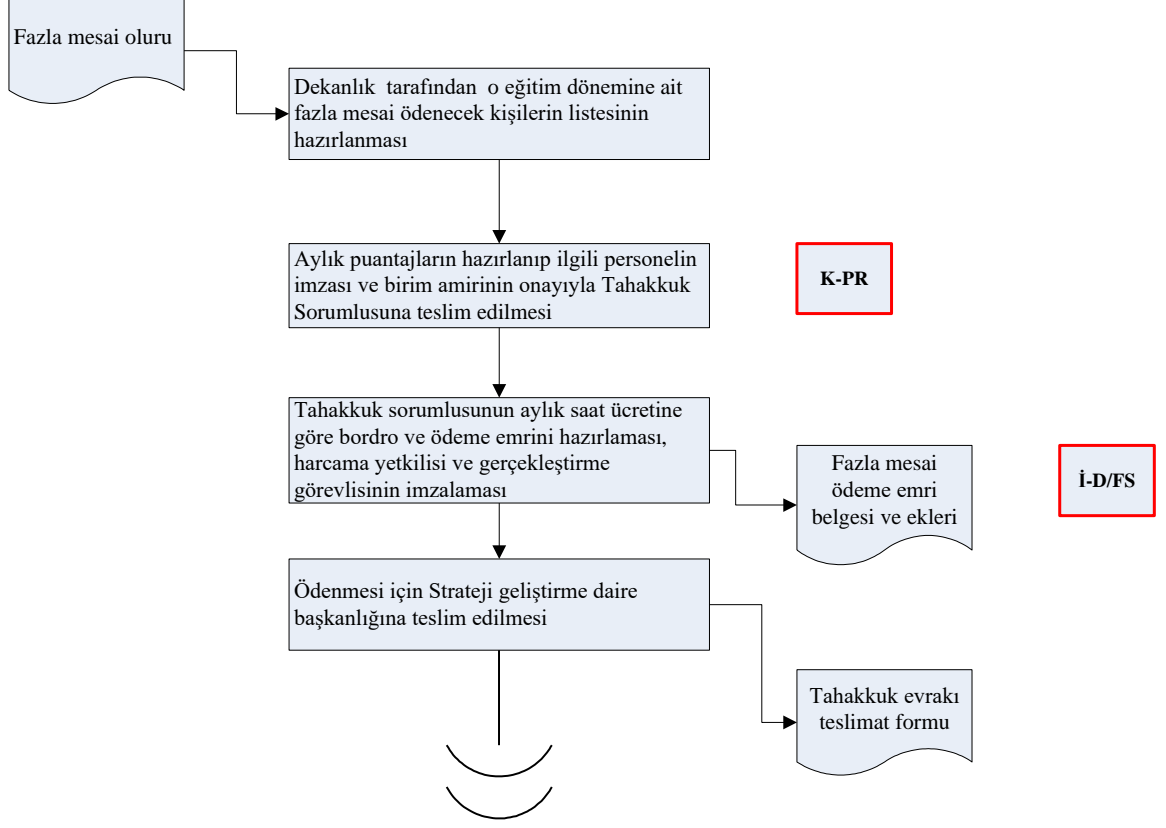 Fazla mesai oluru
Dekanlık tarafından o eğitim dönemine ait
fazla mesai ödenecek kişilerin listesinin
hazırlanması
Aylık puantajların hazırlanıp ilgili personelin
imzası ve birim amirinin onayıyla Tahakkuk
Sorumlusuna teslim edilmesi
K-PR
Tahakkuk sorumlusunun aylık saat ücretine
göre bordro ve ödeme emrini hazırlaması,
harcama yetkilisi ve gerçekleştirme
görevlisinin imzalaması
Fazla mesai
ödeme emri
belgesi ve ekleri
İ-D/FS
Ödenmesi için Strateji geliştirme daire
başkanlığına teslim edilmesi
Tahakkuk evrakı
teslimat formu